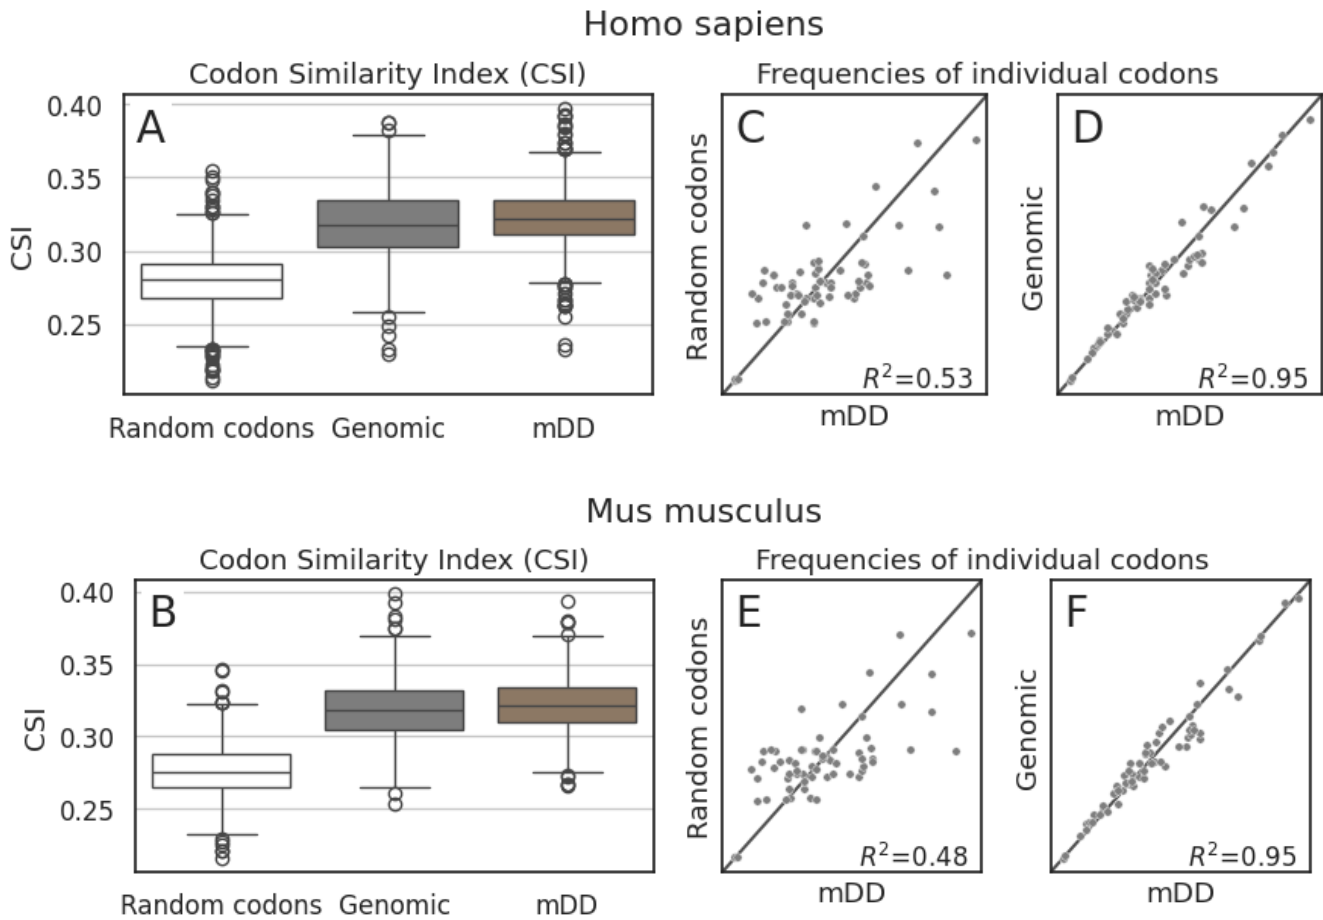 Homo sapiens
Codon Similarity Index (CSI)
Frequencies of individual codons
A
CSI
0.40
0.35
0.30
0.25
Random codons Genomic mDD
C
Random codons
R²=0.53
mDD
D
Genomic
R²=0.95
mDD
Mus musculus
Codon Similarity Index (CSI)
Frequencies of individual codons
B
CSI
0.40
0.35
0.30
0.25
Random codons Genomic mDD
E
Random codons
R²=0.48
mDD
F
Genomic
R²=0.95
mDD